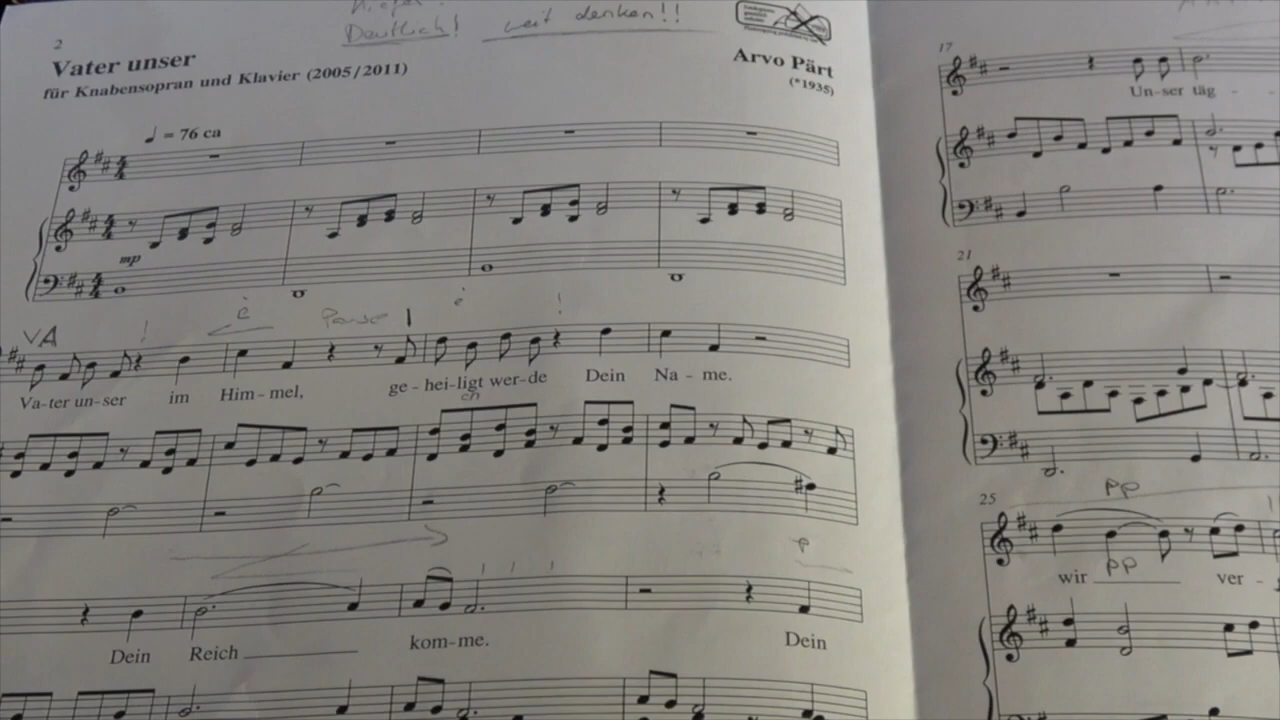 Deutlich! weit denken!!
2
Vater unser
für Knabensopran und Klavier (2005/2011)
Arvo Pärt
(*1935)
♩ = 76 ca
mp
Pause
Va-ter un-ser im Him-mel, ge-hei-ligt wer-de Dein Na-me.
ch
p
Dein Reich kom-me. Dein
17
Un-ser täg -
21
25
pp
wir pp ver -